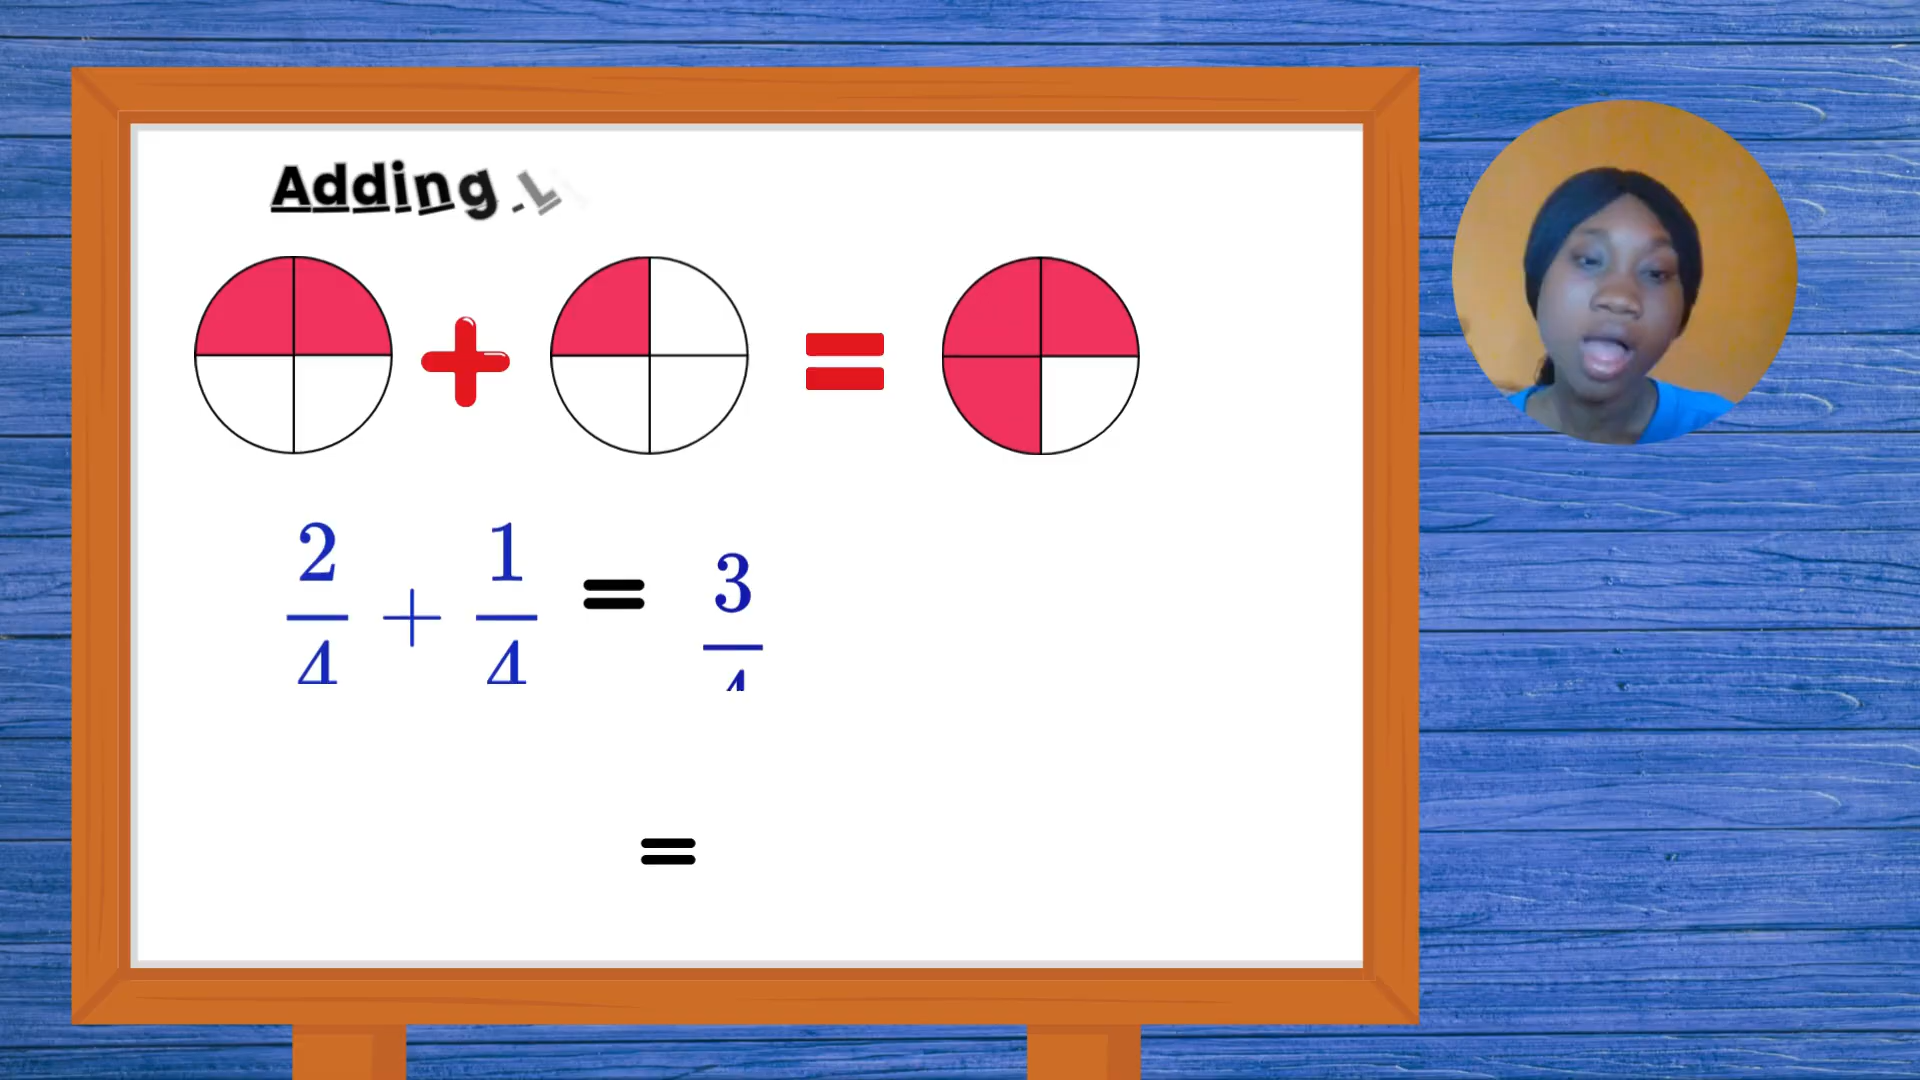 Adding L
+ =
2/4 + 1/4 = 3/4
=